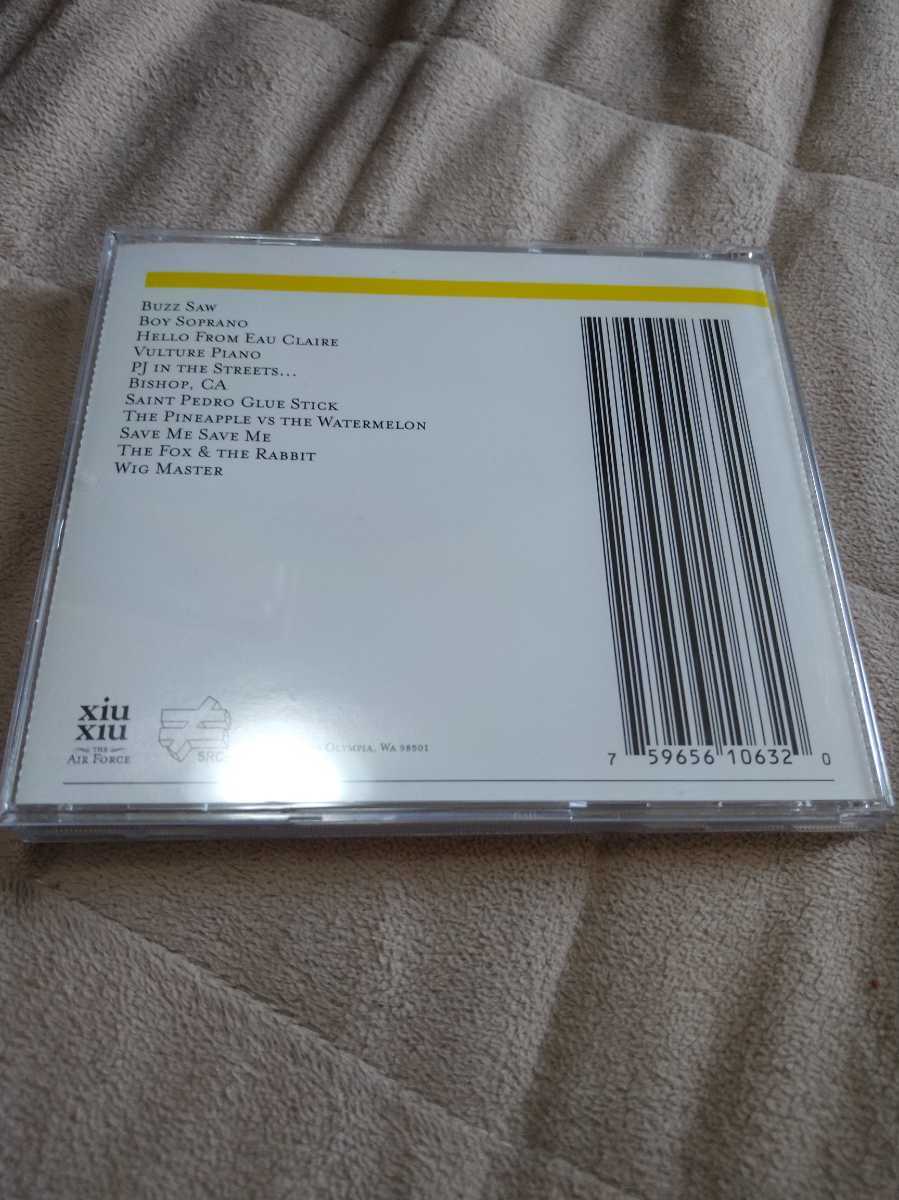 BUZZ SAW
BOY SOPRANO
HELLO FROM EAU CLAIRE
VULTURE PIANO
PJ IN THE STREETS...
BISHOP, CA
SAINT PEDRO GLUE STICK
THE PINEAPPLE VS THE WATERMELON
SAVE ME SAVE ME
THE FOX & THE RABBIT
WIG MASTER
xiu
xiu
THE
AIR FORCE
5RC
OLYMPIA, WA 98501
7 59656 10632 0